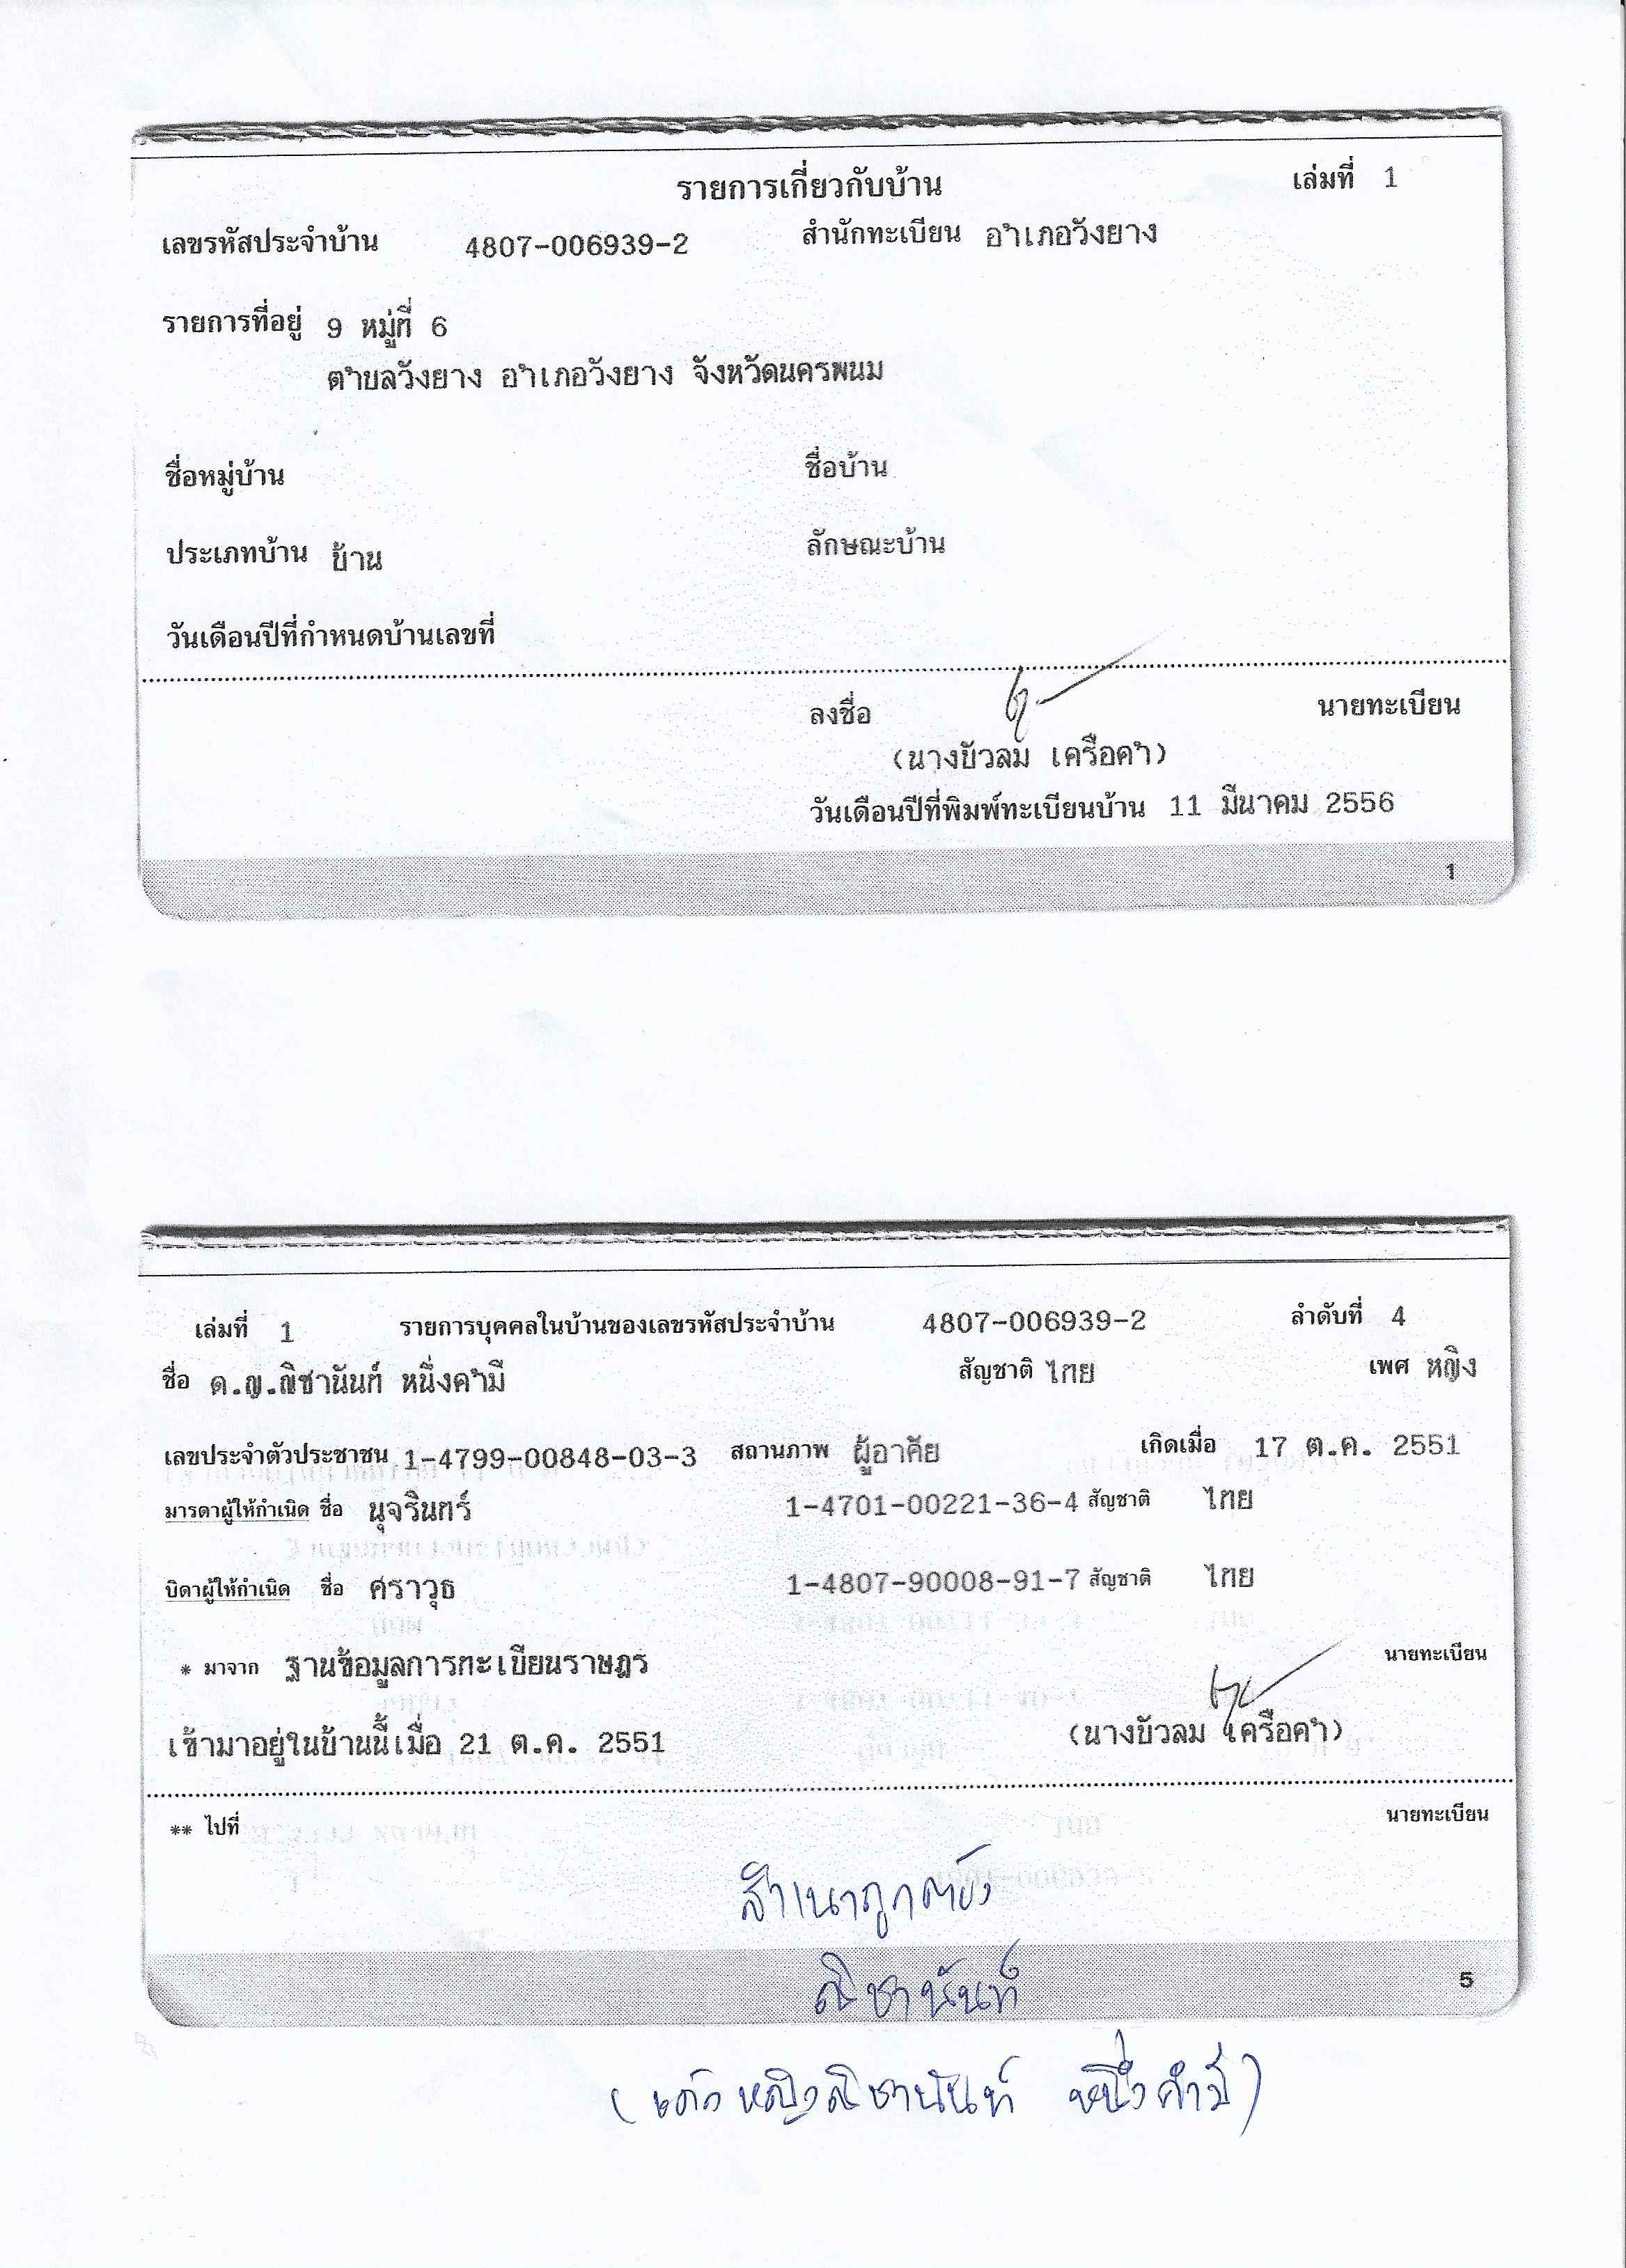 รายการเกี่ยวกับบ้าน เล่มที่ 1
เลขรหัสประจำบ้าน 4807-006939-2 สำนักทะเบียน อำเภอวังยาง
รายการที่อยู่ 9 หมู่ที่ 6
ตำบลวังยาง อำเภอวังยาง จังหวัดนครพนม
ชื่อหมู่บ้าน ชื่อบ้าน
ประเภทบ้าน บ้าน ลักษณะบ้าน
วันเดือนปีที่กำหนดบ้านเลขที่
ลงชื่อ นายทะเบียน
(นางบัวลม เครือคำ)
วันเดือนปีที่พิมพ์ทะเบียนบ้าน 11 มีนาคม 2556
1
เล่มที่ 1 รายการบุคคลในบ้านของเลขรหัสประจำบ้าน 4807-006939-2 ลำดับที่ 4
ชื่อ ด.ญ.ณิชานันท์ หนึ่งคำมี สัญชาติ ไทย เพศ หญิง
เลขประจำตัวประชาชน 1-4799-00848-03-3 สถานภาพ ผู้อาศัย เกิดเมื่อ 17 ต.ค. 2551
มารดาผู้ให้กำเนิด ชื่อ นุจรินทร์ 1-4701-00221-36-4 สัญชาติ ไทย
บิดาผู้ให้กำเนิด ชื่อ ศราวุธ 1-4807-90008-91-7 สัญชาติ ไทย
* มาจาก ฐานข้อมูลการทะเบียนราษฎร นายทะเบียน
เข้ามาอยู่ในบ้านนี้เมื่อ 21 ต.ค. 2551 (นางบัวลม เครือคำ)
** ไปที่ นายทะเบียน
สำเนาถูกต้อง
ณิชานันท์
5
(เด็กหญิงณิชานันท์ หนึ่งคำมี)